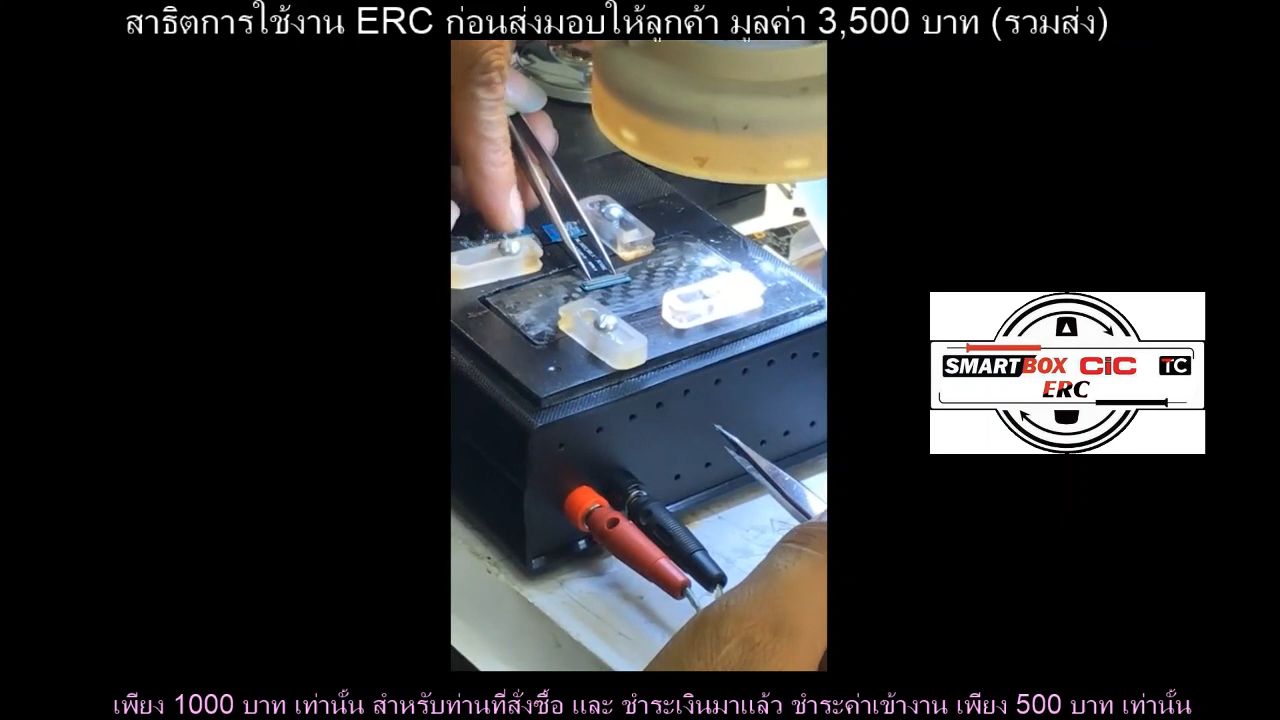 สาธิตการใช้งาน ERC ก่อนส่งมอบให้ลูกค้า มูลค่า 3,500 บาท (รวมส่ง)
SMARTBOX CiC TC
ERC
เพียง 1000 บาท เท่านั้น สำหรับท่านที่สั่งซื้อ และ ชำระเงินมาแล้ว ชำระค่าเข้างาน เพียง 500 บาท เท่านั้น